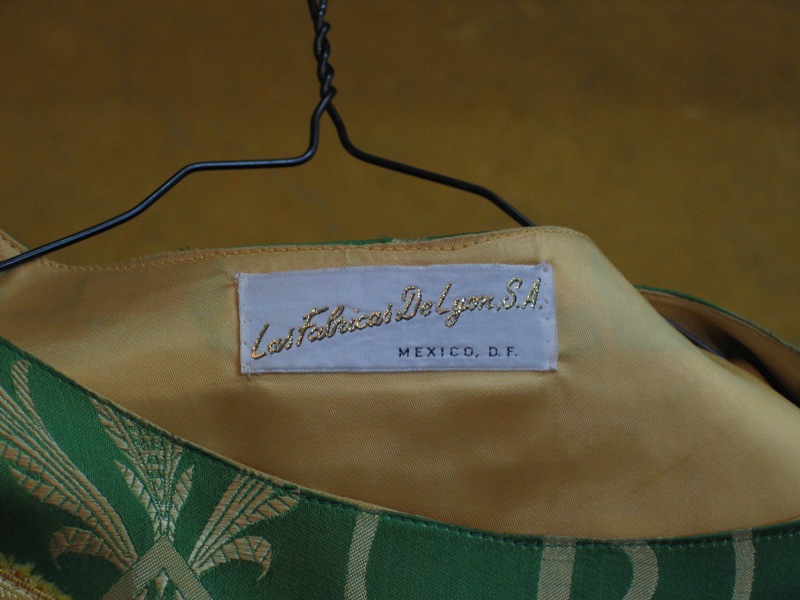 Las Fabricas De Lyon, S.A.
MEXICO, D.F.